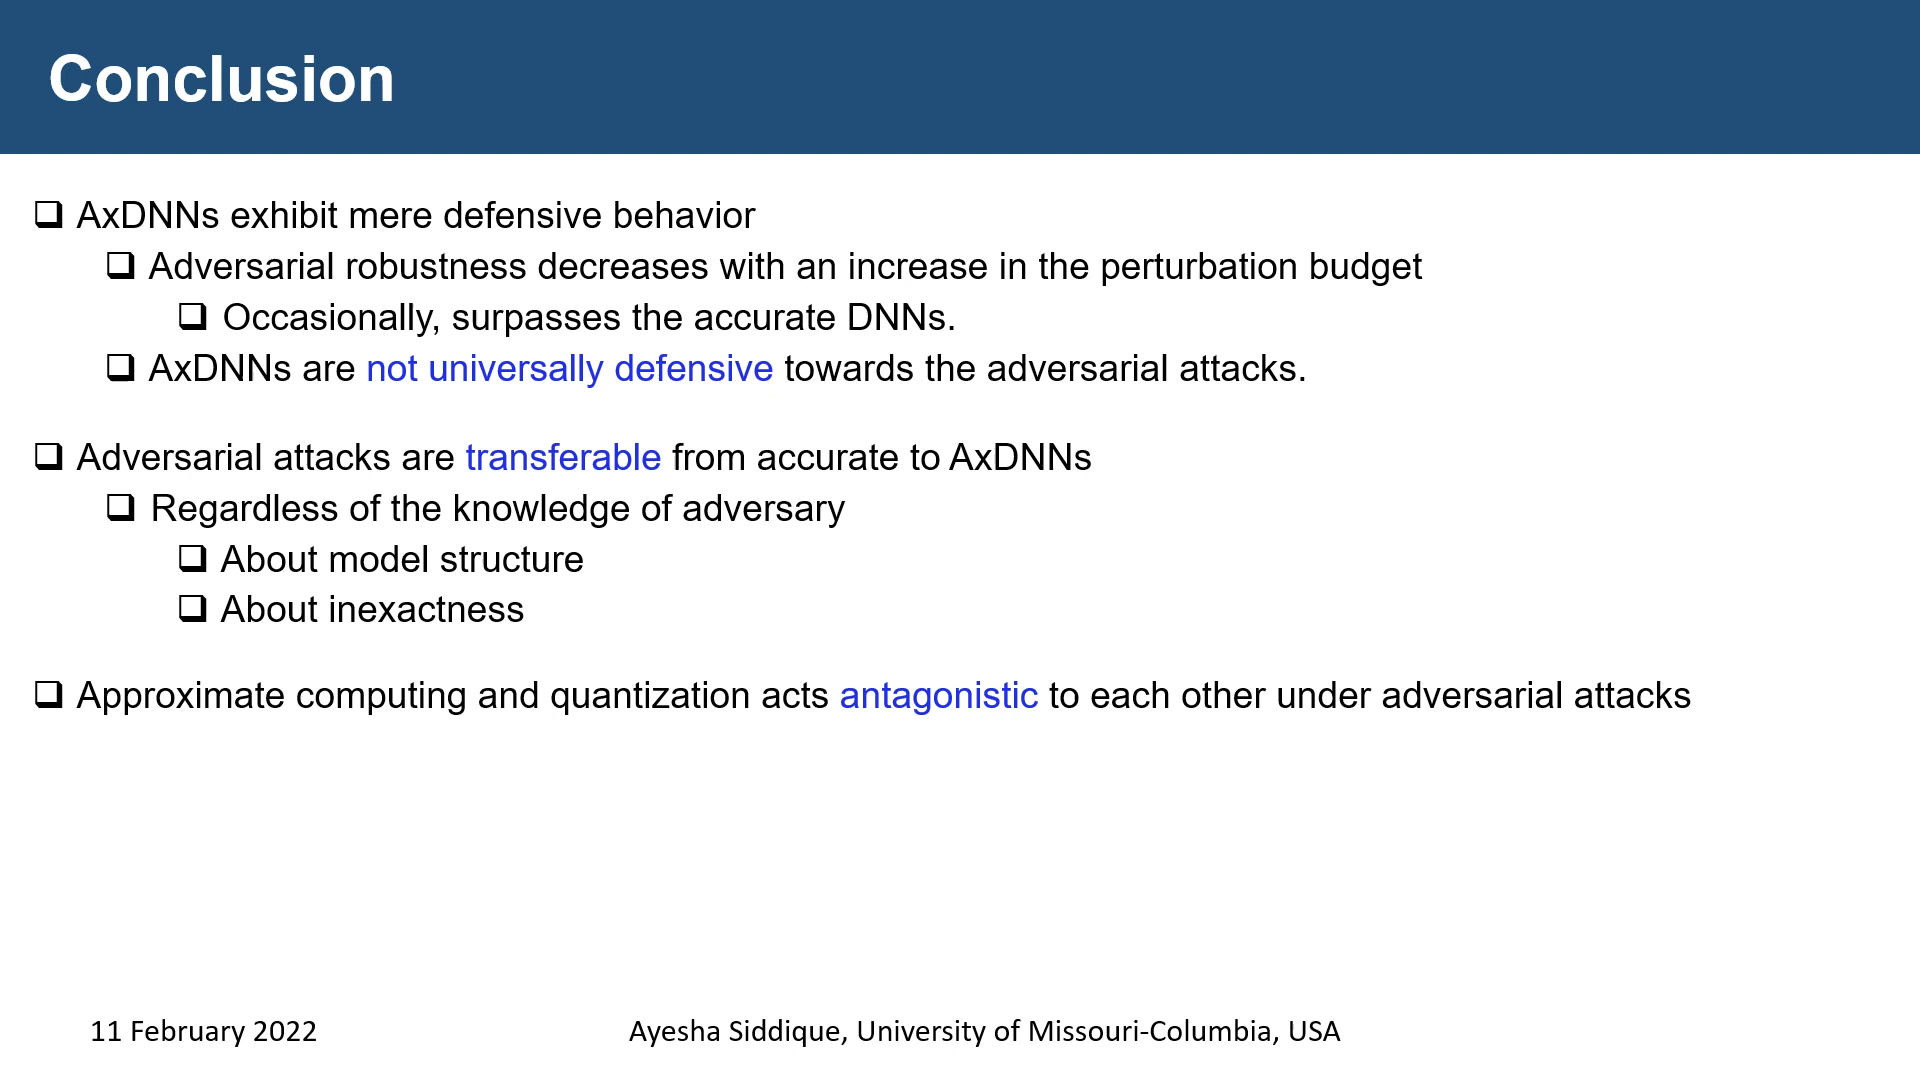 Conclusion
❑ AxDNNs exhibit mere defensive behavior
❑ Adversarial robustness decreases with an increase in the perturbation budget
❑ Occasionally, surpasses the accurate DNNs.
❑ AxDNNs are not universally defensive towards the adversarial attacks.
❑ Adversarial attacks are transferable from accurate to AxDNNs
❑ Regardless of the knowledge of adversary
❑ About model structure
❑ About inexactness
❑ Approximate computing and quantization acts antagonistic to each other under adversarial attacks
11 February 2022
Ayesha Siddique, University of Missouri-Columbia, USA